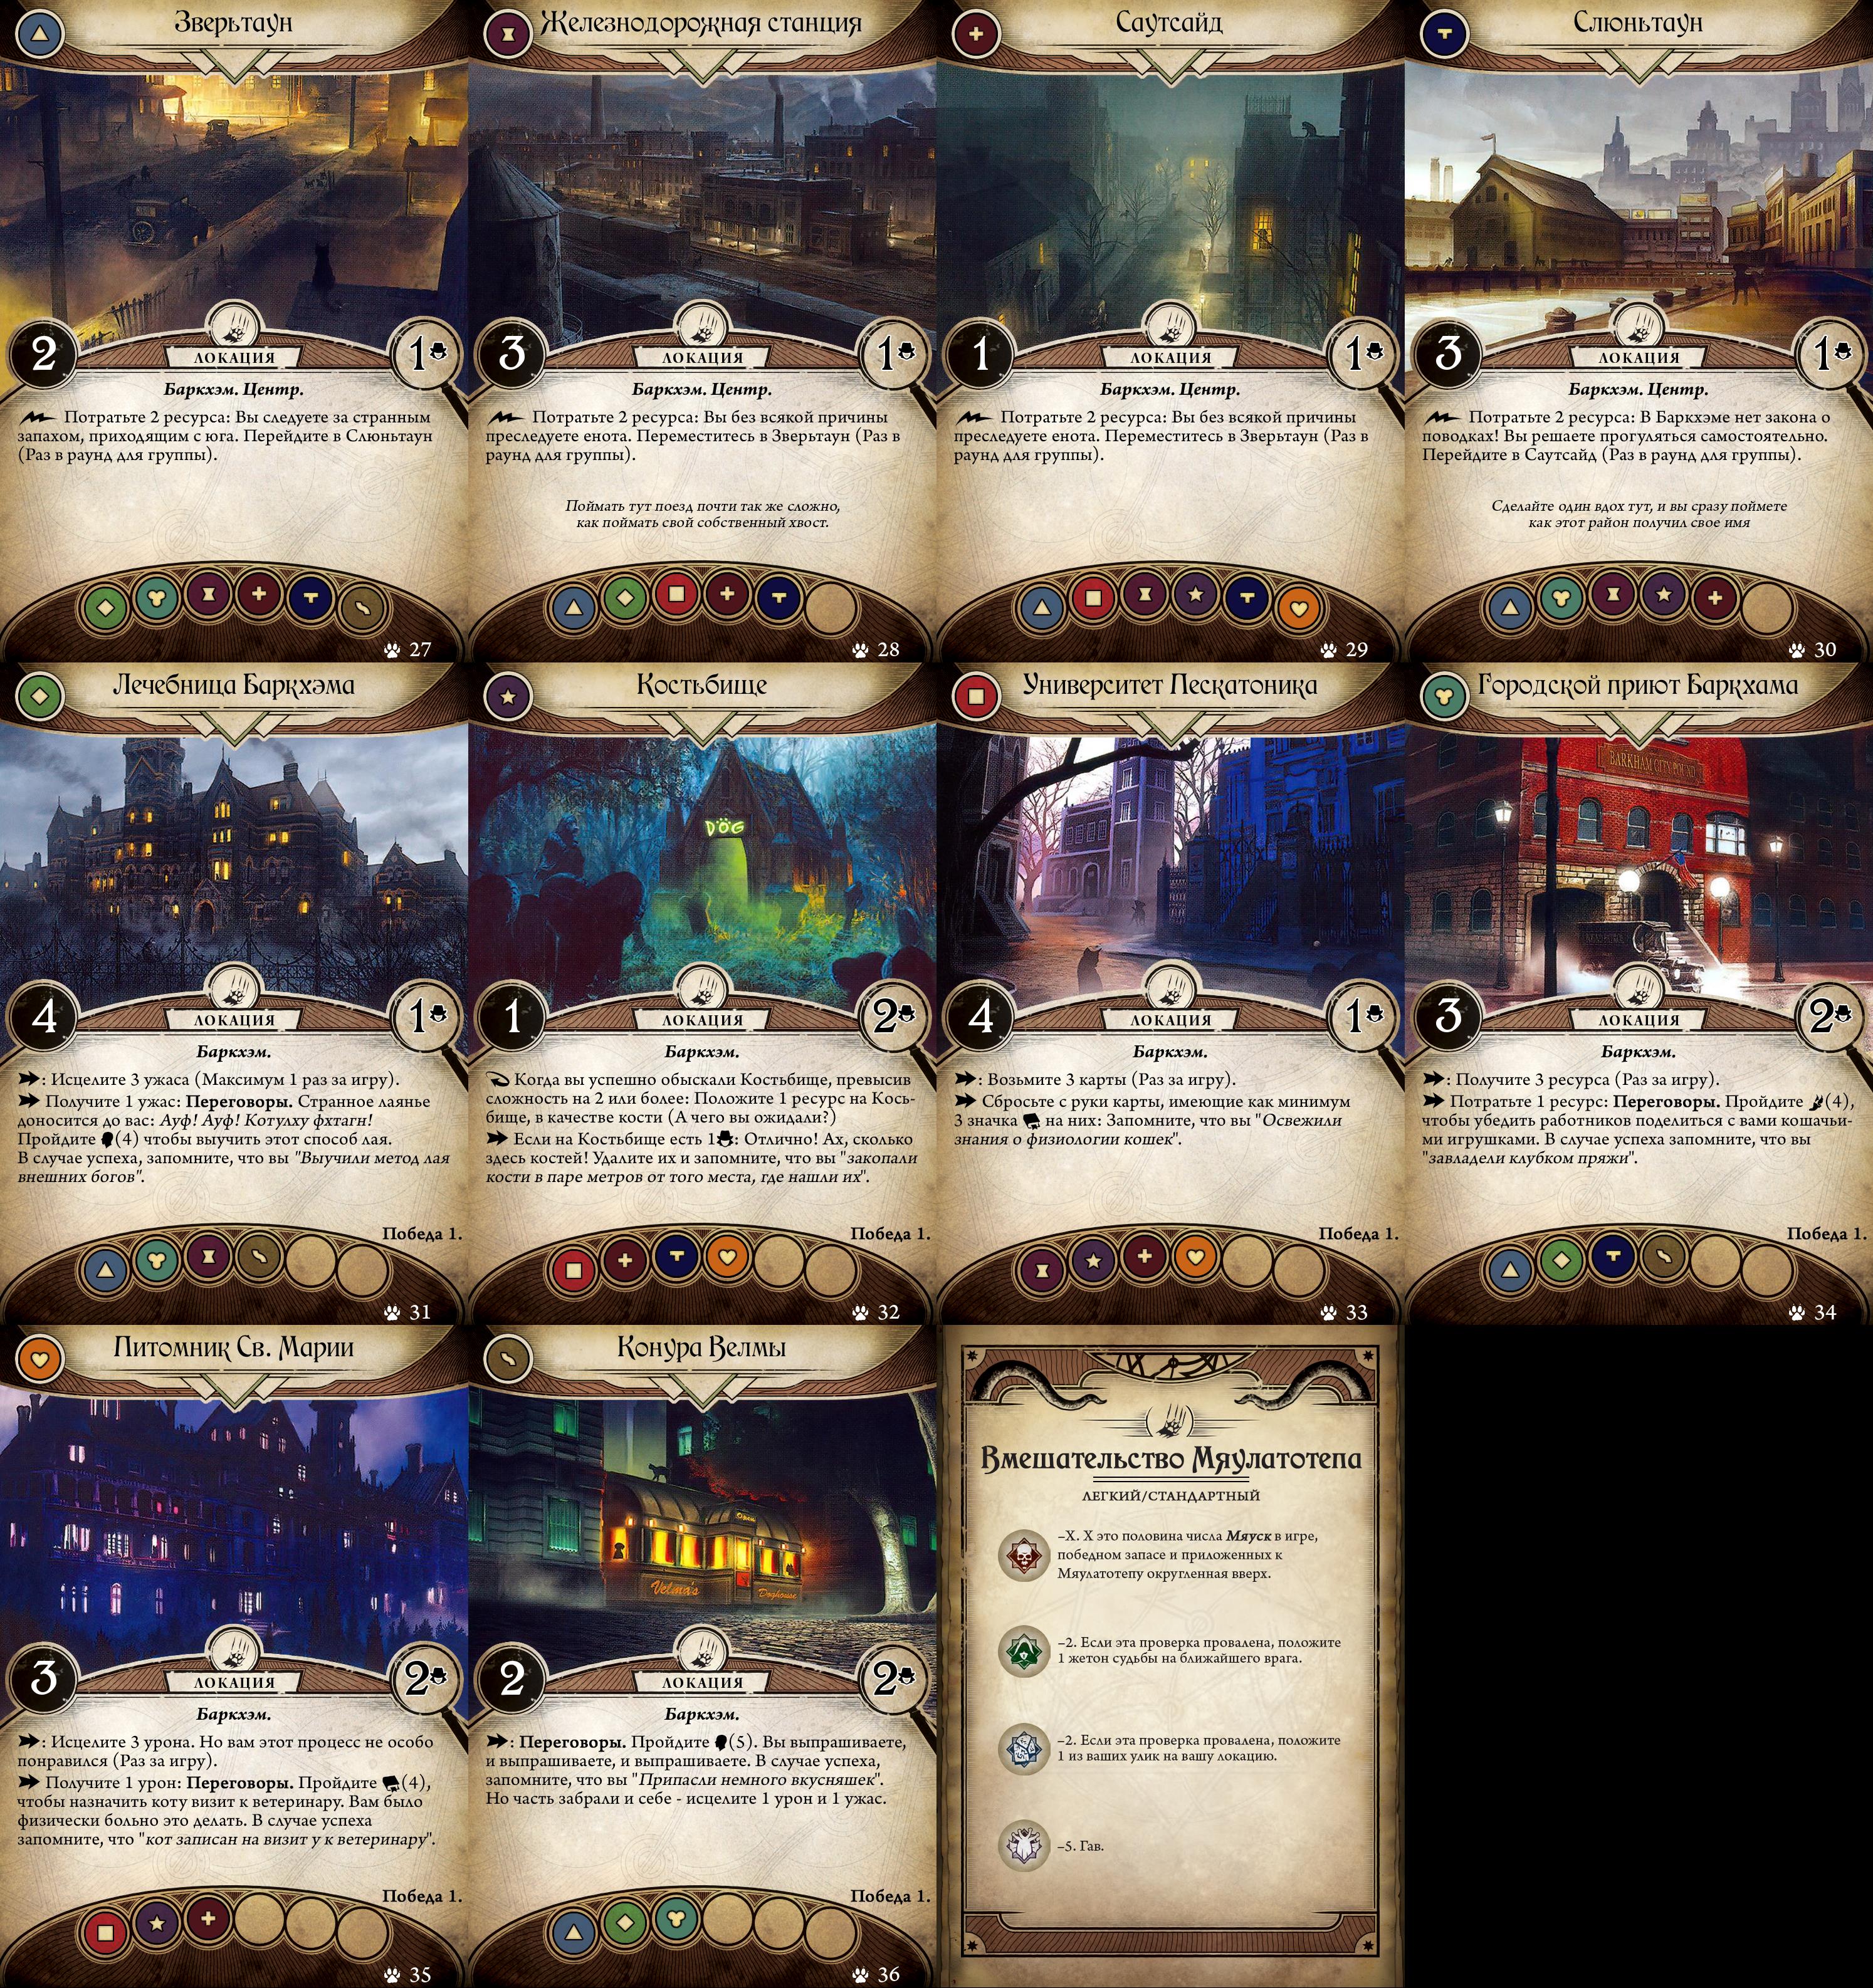 Зверьтаун
2
ЛОКАЦИЯ
1
Баркхэм. Центр.
Потратьте 2 ресурса: Вы следуете за странным
запахом, приходящим с юга. Перейдите в Слюньтаун
(Раз в раунд для группы).
27
Железнодорожная станция
3
ЛОКАЦИЯ
1
Баркхэм. Центр.
Потратьте 2 ресурса: Вы без всякой причины
преследуете енота. Переместитесь в Зверьтаун (Раз в
раунд для группы).
Поймать тут поезд почти так же сложно,
как поймать свой собственный хвост.
28
Саутсайд
1
ЛОКАЦИЯ
1
Баркхэм. Центр.
Потратьте 2 ресурса: Вы без всякой причины
преследуете енота. Переместитесь в Зверьтаун (Раз в
раунд для группы).
29
Слюньтаун
3
ЛОКАЦИЯ
1
Баркхэм. Центр.
Потратьте 2 ресурса: В Баркхэме нет закона о
поводках! Вы решаете прогуляться самостоятельно.
Перейдите в Саутсайд (Раз в раунд для группы).
Сделайте один вдох тут, и вы сразу поймете
как этот район получил свое имя
30
Лечебница Баркхэма
4
ЛОКАЦИЯ
1
Баркхэм.
: Исцелите 3 ужаса (Максимум 1 раз за игру).
Получите 1 ужас: Переговоры. Странное лаянье
доносится до вас: Ауф! Ауф! Котулху фхтагн!
Пройдите (4) чтобы выучить этот способ лая.
В случае успеха, запомните, что вы "Выучили метод лая
внешних богов".
Победа 1.
31
Костьбище
DOG
1
ЛОКАЦИЯ
2
Баркхэм.
Когда вы успешно обыскали Костьбище, превысив
сложность на 2 или более: Положите 1 ресурс на Кось-
бище, в качестве кости (А чего вы ожидали?)
Если на Костьбище есть 1: Отлично! Ах, сколько
здесь костей! Удалите их и запомните, что вы "закопали
кости в паре метров от того места, где нашли их".
Победа 1.
32
Университет Пескатоника
4
ЛОКАЦИЯ
1
Баркхэм.
: Возьмите 3 карты (Раз за игру).
Сбросьте с руки карты, имеющие как минимум
3 значка на них: Запомните, что вы "Освежили
знания о физиологии кошек".
Победа 1.
33
Городской приют Баркхама
BARKHAM CITY POUND
3
ЛОКАЦИЯ
2
Баркхэм.
: Получите 3 ресурса (Раз за игру).
Потратьте 1 ресурс: Переговоры. Пройдите (4),
чтобы убедить работников поделиться с вами кошачьи-
ми игрушками. В случае успеха запомните, что вы
"завладели клубком пряжи".
Победа 1.
34
Питомник Св. Марии
3
ЛОКАЦИЯ
2
Баркхэм.
: Исцелите 3 урона. Но вам этот процесс не особо
понравился (Раз за игру).
Получите 1 урон: Переговоры. Пройдите (4),
чтобы назначить коту визит к ветеринару. Вам было
физически больно это делать. В случае успеха
запомните, что "кот записан на визит у к ветеринару".
Победа 1.
35
Конура Велмы
Open
Velma's
Doghouse
2
ЛОКАЦИЯ
2
Баркхэм.
: Переговоры. Пройдите (5). Вы выпрашиваете,
и выпрашиваете, и выпрашиваете. В случае успеха,
запомните, что вы "Припасли немного вкусняшек".
Но часть забрали и себе - исцелите 1 урон и 1 ужас.
Победа 1.
36
Вмешательство Мяулатотепа
ЛЕГКИЙ/СТАНДАРТНЫЙ
–X. X это половина числа Мяуск в игре,
победном запасе и приложенных к
Мяулатотепу округленная вверх.
–2. Если эта проверка провалена, положите
1 жетон судьбы на ближайшего врага.
–2. Если эта проверка провалена, положите
1 из ваших улик на вашу локацию.
–5. Гав.